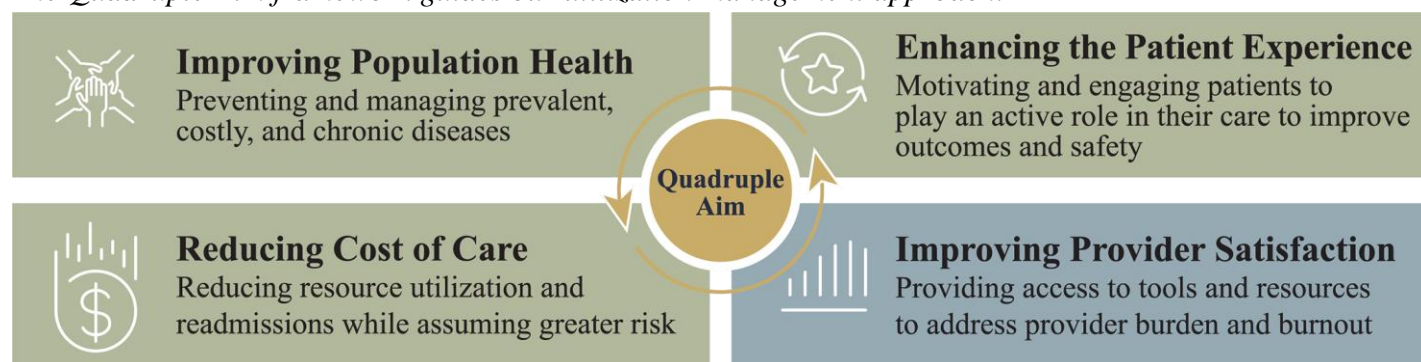 Improving Population Health
Preventing and managing prevalent,
costly, and chronic diseases
Enhancing the Patient Experience
Motivating and engaging patients to
play an active role in their care to improve
outcomes and safety
Quadruple
Aim
Reducing Cost of Care
Reducing resource utilization and
readmissions while assuming greater risk
Improving Provider Satisfaction
Providing access to tools and resources
to address provider burden and burnout